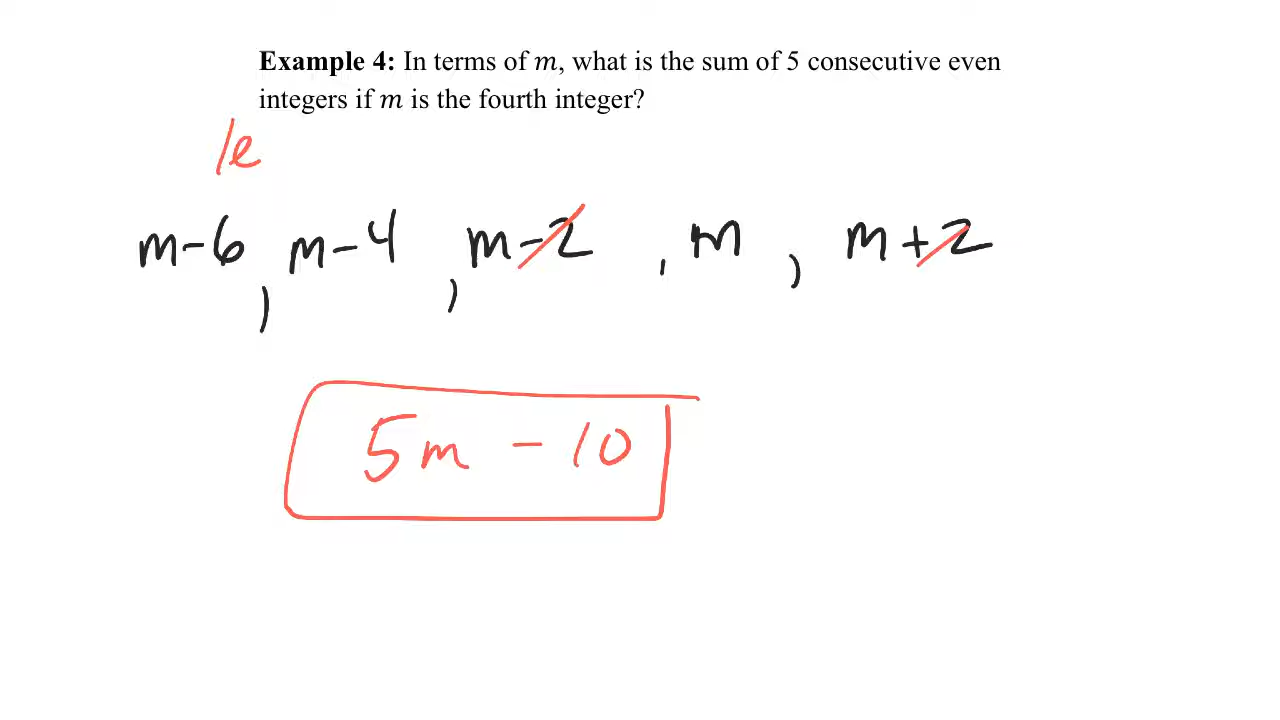 Example 4: In terms of m, what is the sum of 5 consecutive even
integers if m is the fourth integer?
le
m-6, m-4, m-2, m, m+2
5m - 10